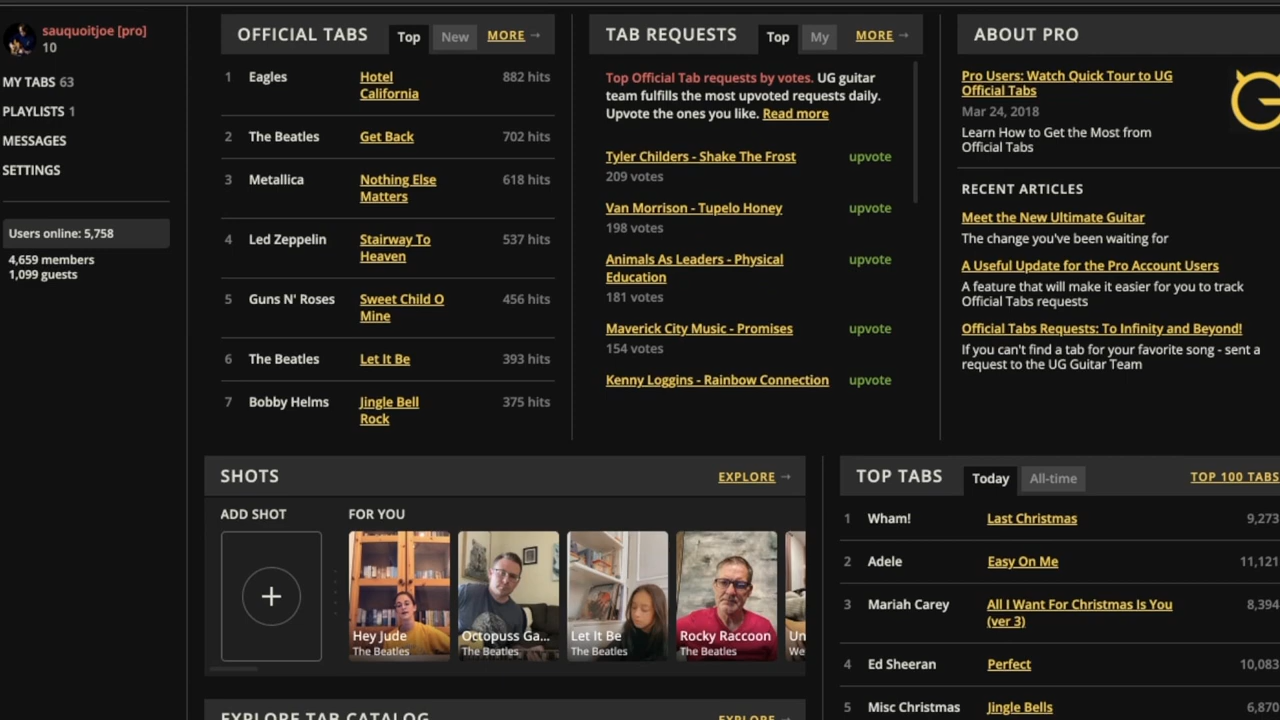 sauquoitjoe [pro]
10
MY TABS 63
PLAYLISTS 1
MESSAGES
SETTINGS
Users online: 5,758
4,659 members
1,099 guests
OFFICIAL TABS Top New MORE →
1 Eagles Hotel California 882 hits
2 The Beatles Get Back 702 hits
3 Metallica Nothing Else Matters 618 hits
4 Led Zeppelin Stairway To Heaven 537 hits
5 Guns N' Roses Sweet Child O Mine 456 hits
6 The Beatles Let It Be 393 hits
7 Bobby Helms Jingle Bell Rock 375 hits
TAB REQUESTS Top My MORE →
Top Official Tab requests by votes. UG guitar
team fulfills the most upvoted requests daily.
Upvote the ones you like. Read more
Tyler Childers - Shake The Frost upvote
209 votes
Van Morrison - Tupelo Honey upvote
198 votes
Animals As Leaders - Physical upvote
Education
181 votes
Maverick City Music - Promises upvote
154 votes
Kenny Loggins - Rainbow Connection upvote
ABOUT PRO
Pro Users: Watch Quick Tour to UG
Official Tabs
Mar 24, 2018
Learn How to Get the Most from
Official Tabs
RECENT ARTICLES
Meet the New Ultimate Guitar
The change you've been waiting for
A Useful Update for the Pro Account Users
A feature that will make it easier for you to track
Official Tabs requests
Official Tabs Requests: To Infinity and Beyond!
If you can't find a tab for your favorite song - sent a
request to the UG Guitar Team
SHOTS EXPLORE →
ADD SHOT FOR YOU
Hey Jude
The Beatles
Octopuss Ga...
The Beatles
Let It Be
The Beatles
Rocky Raccoon
The Beatles
Un
We
TOP TABS Today All-time TOP 100 TABS
1 Wham! Last Christmas 9,273
2 Adele Easy On Me 11,121
3 Mariah Carey All I Want For Christmas Is You (ver 3) 8,394
4 Ed Sheeran Perfect 10,083
5 Misc Christmas Jingle Bells 6,870
EXPLORE TAB CATALOG EXPLORE →